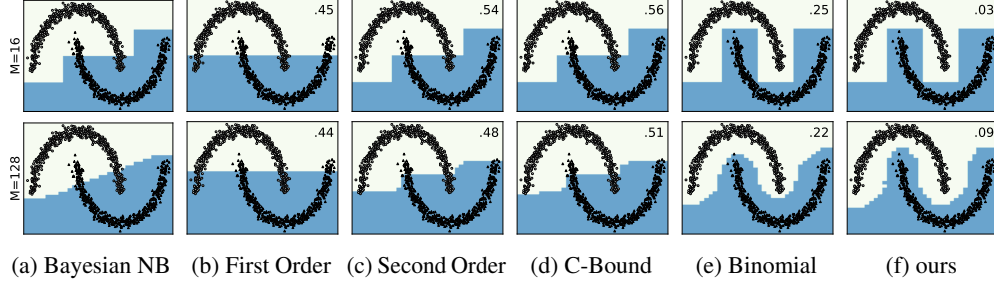 M=16
.45
.54
.56
.25
.03
M=128
.44
.48
.51
.22
.09
(a) Bayesian NB
(b) First Order
(c) Second Order
(d) C-Bound
(e) Binomial
(f) ours